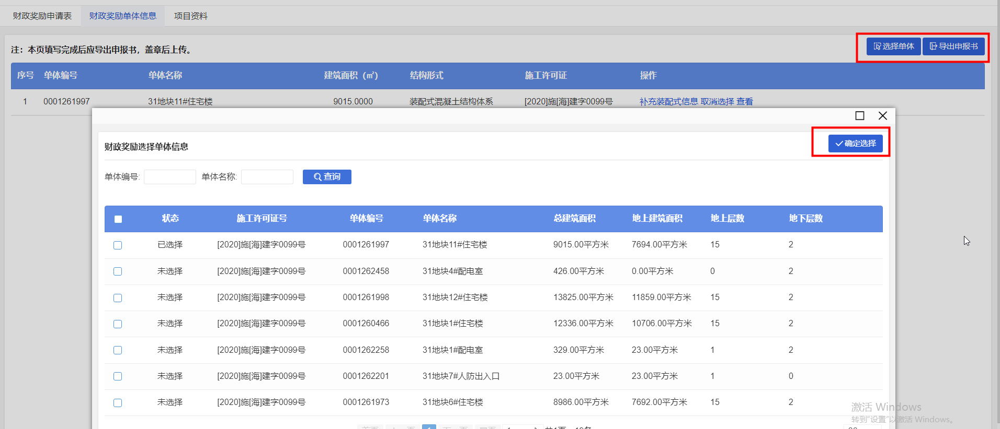 财政奖励申请表 财政奖励单体信息 项目资料
注：本页填写完成后应导出申报书，盖章后上传。 选择单体 导出申报书
序号 单体编号 单体名称 建筑面积（㎡） 结构形式 施工许可证 操作
1 0001261997 31地块11#住宅楼 9015.0000 装配式混凝土结构体系 [2020]施[海]建字0099号 补充装配式信息 取消选择 查看
财政奖励选择单体信息 确定选择
单体编号: 单体名称: 查询
状态 施工许可证号 单体编号 单体名称 总建筑面积 地上建筑面积 地上层数 地下层数
已选择 [2020]施[海]建字0099号 0001261997 31地块11#住宅楼 9015.00平方米 7694.00平方米 15 2
未选择 [2020]施[海]建字0099号 0001262458 31地块4#配电室 426.00平方米 0.00平方米 0 2
未选择 [2020]施[海]建字0099号 0001261998 31地块12#住宅楼 13825.00平方米 11859.00平方米 15 2
未选择 [2020]施[海]建字0099号 0001260466 31地块1#住宅楼 12336.00平方米 10706.00平方米 15 2
未选择 [2020]施[海]建字0099号 0001262258 31地块1#配电室 329.00平方米 23.00平方米 1 2
未选择 [2020]施[海]建字0099号 0001262201 31地块7#人防出入口 23.00平方米 23.00平方米 1 0
未选择 [2020]施[海]建字0099号 0001261973 31地块6#住宅楼 8986.00平方米 7692.00平方米 15 2
激活 Windows
转到"设置"以激活 Windows。